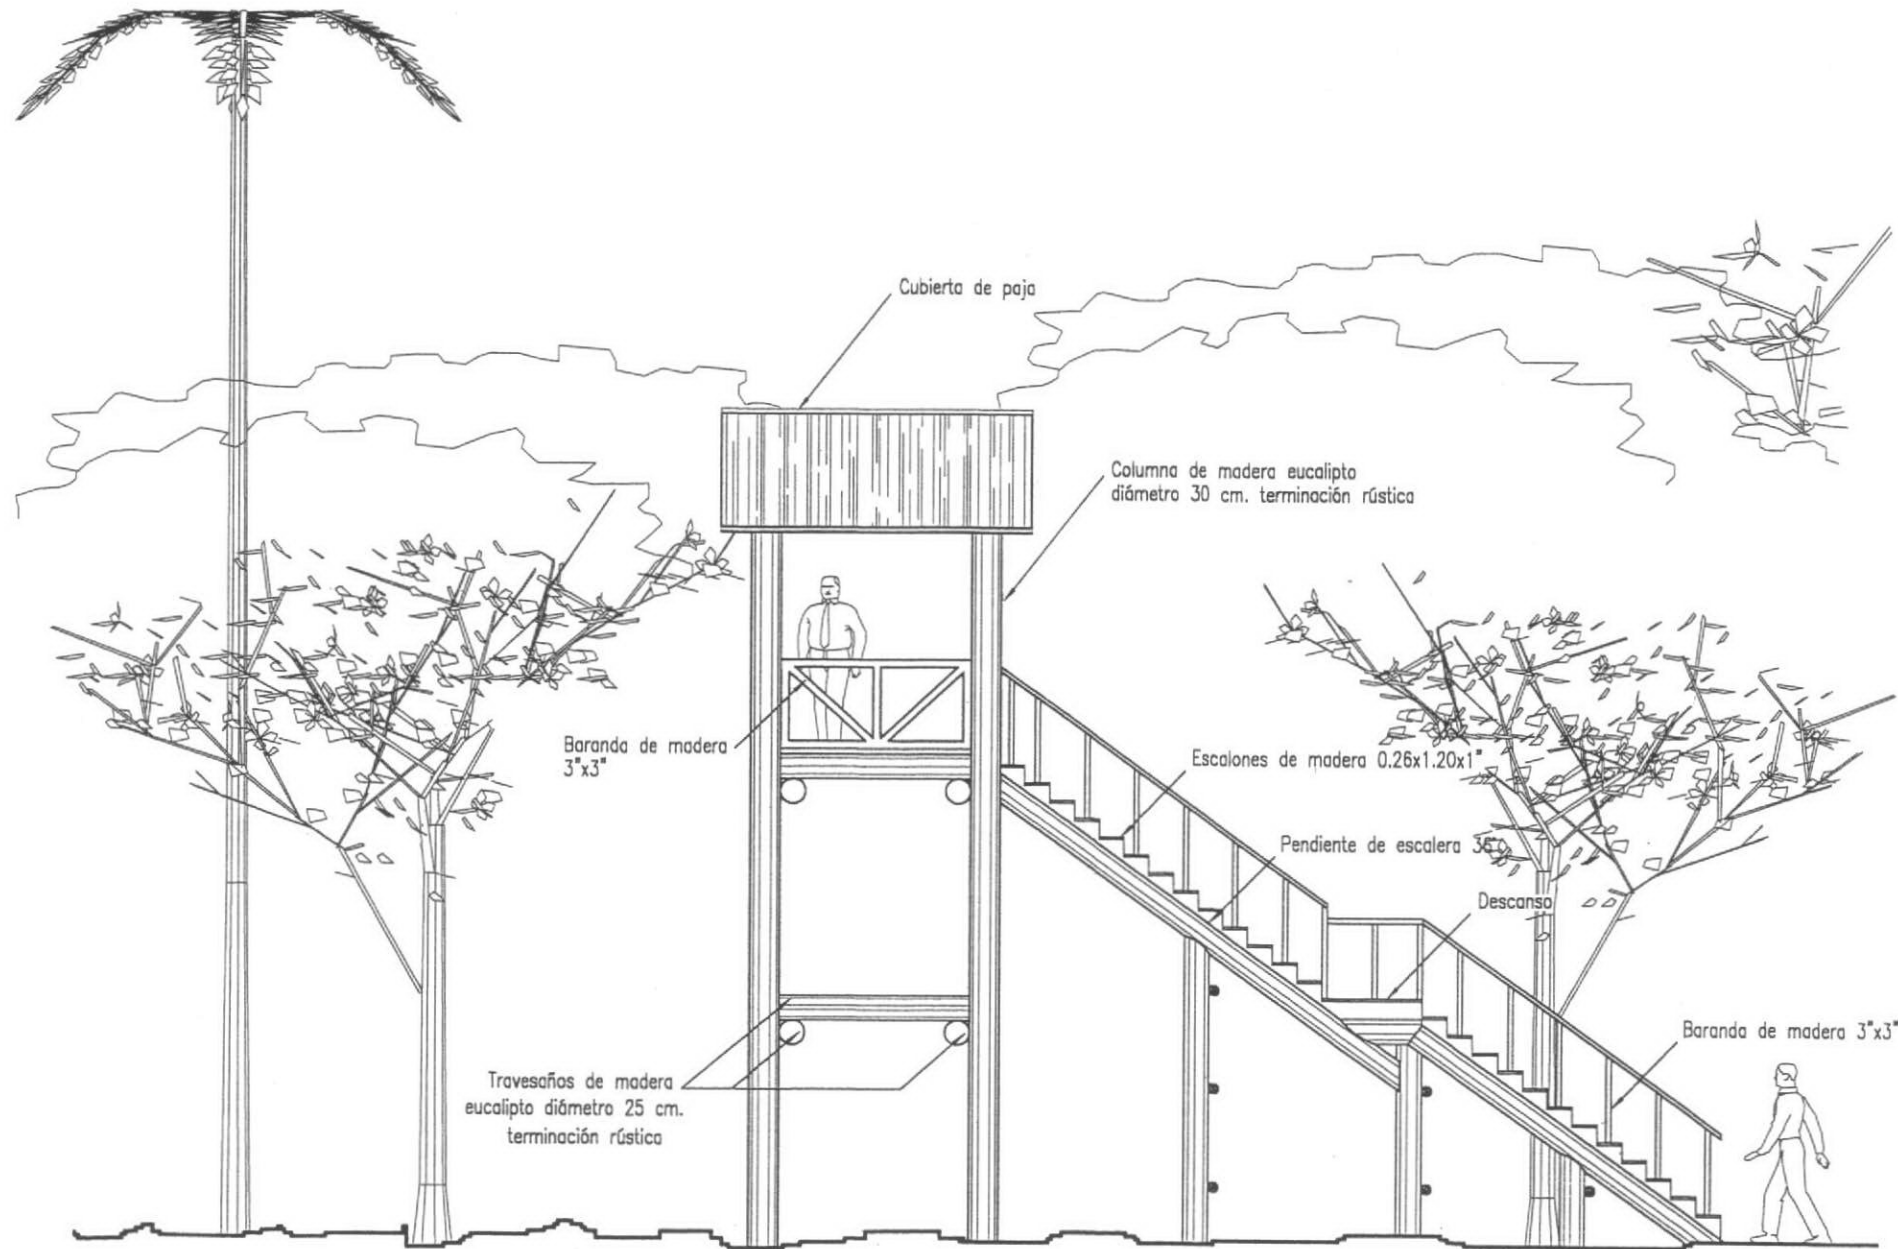 Cubierta de paja
Columna de madera eucalipto
diámetro 30 cm. terminación rústica
Baranda de madera
3"x3"
Escalones de madera 0.26x1.20x1"
Pendiente de escalera
Descanso
Baranda de madera 3"x3"
Travesaños de madera
eucalipto diámetro 25 cm.
terminación rústica